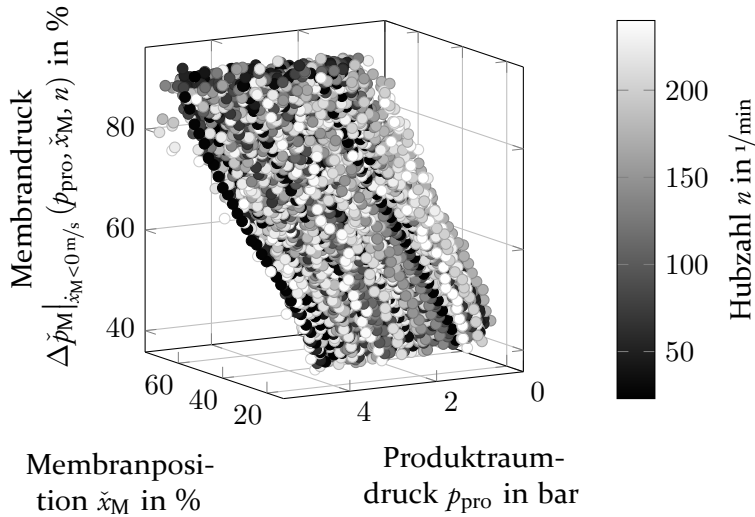 Membrandruck
Δp̌M|ẋM<0 m/s (ppro, x̌M, n) in %
80
60
40
60
40
20
4
2
0
Membranposi-
tion x̌M in %
Produktraum-
druck ppro in bar
200
150
100
50
Hubzahl n in 1/min